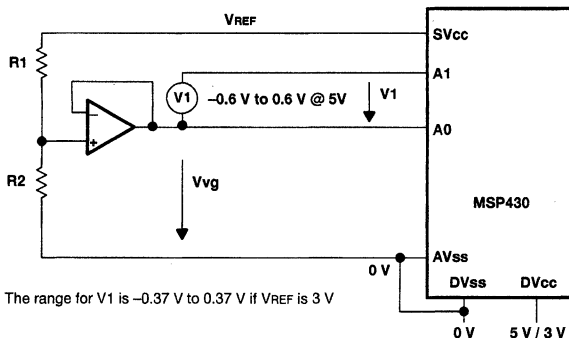 VREF
SVcc
R1
A1
V1
−0.6 V to 0.6 V @ 5V
V1
A0
−
+
R2
Vvg
MSP430
0 V
AVss
DVss
DVcc
The range for V1 is −0.37 V to 0.37 V if VREF is 3 V
0 V
5 V / 3 V